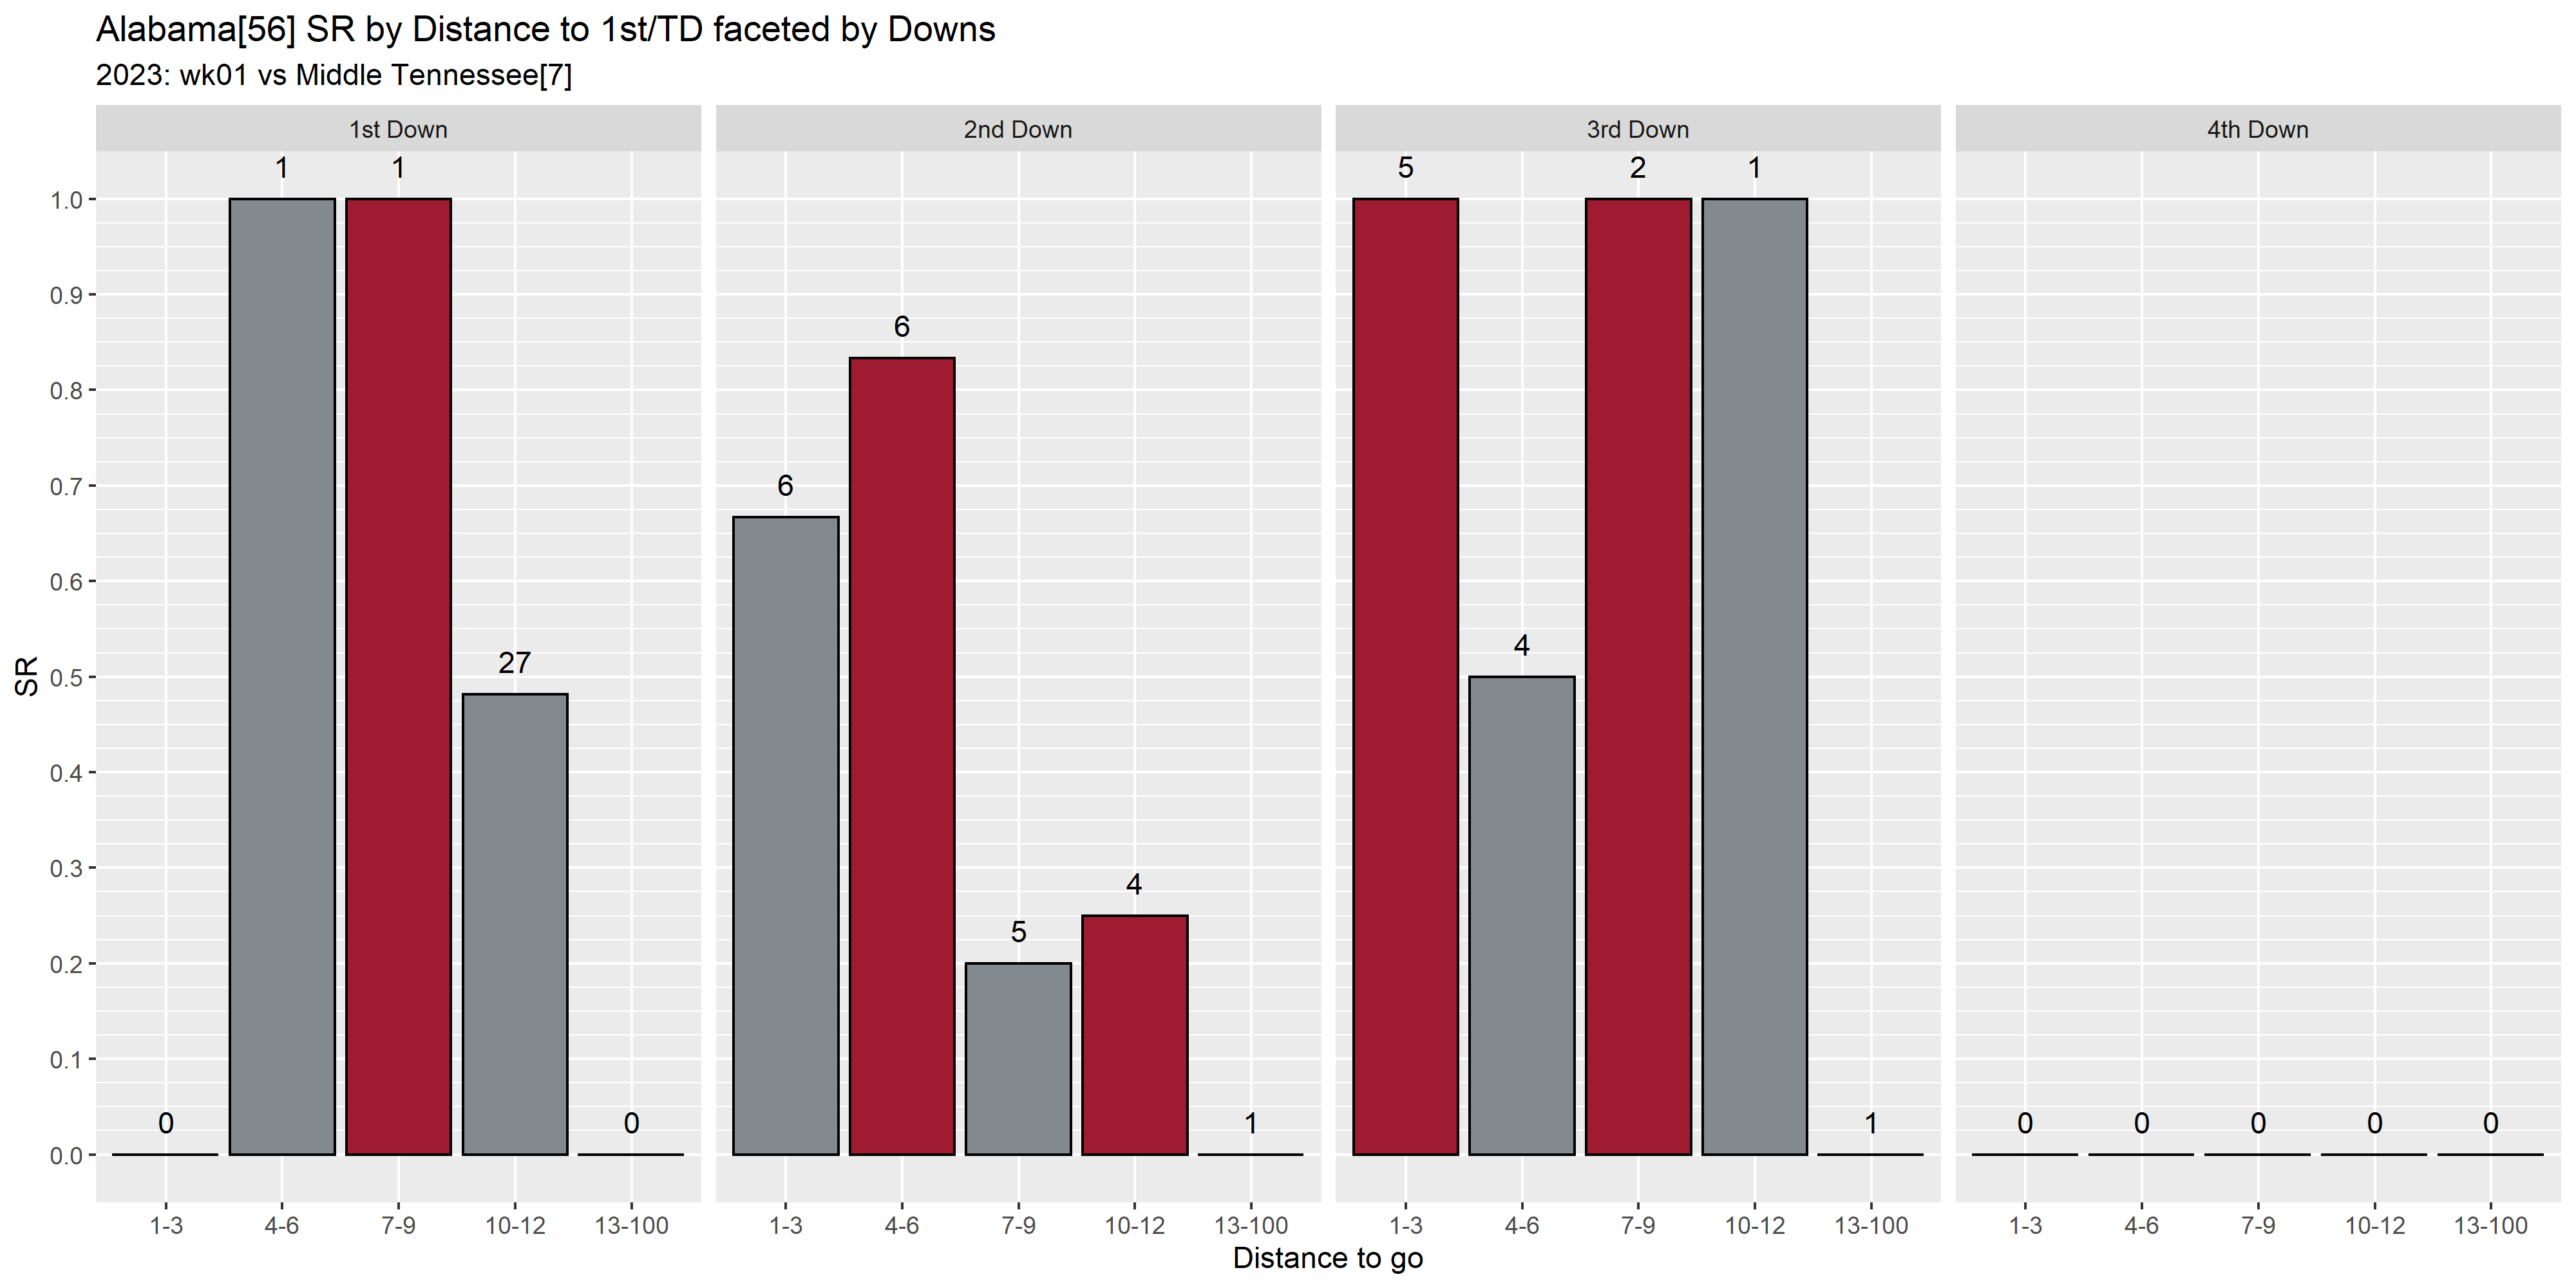 Alabama[56] SR by Distance to 1st/TD faceted by Downs
2023: wk01 vs Middle Tennessee[7]
1st Down
2nd Down
3rd Down
4th Down
SR
1.0
0.9
0.8
0.7
0.6
0.5
0.4
0.3
0.2
0.1
0.0
0 1 1 27 0
6 6 5 4 1
5 4 2 1 1
0 0 0 0 0
1-3 4-6 7-9 10-12 13-100
1-3 4-6 7-9 10-12 13-100
1-3 4-6 7-9 10-12 13-100
1-3 4-6 7-9 10-12 13-100
Distance to go